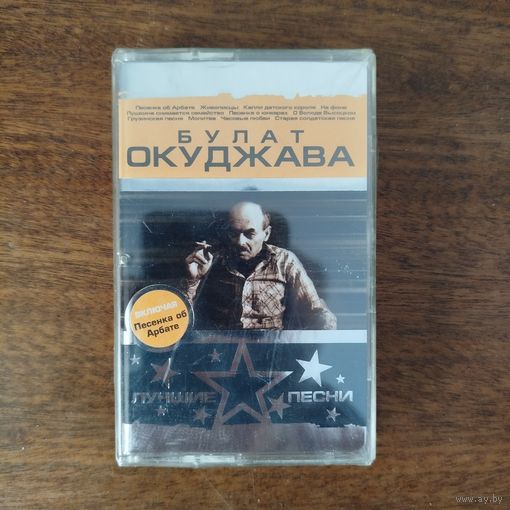 Песенка об Арбате Живописцы Капли датского короля На фоне
Пушкина снимается семейство Песенка о юнкерах О Володе Высоцком
Грузинская песня Молитва Часовые любви Старая солдатская песня
БУЛАТ
ОКУДЖАВА
ВКЛЮЧАЯ
Песенка об
Арбате
ЛУЧШИЕ ПЕСНИ
www.ay.by